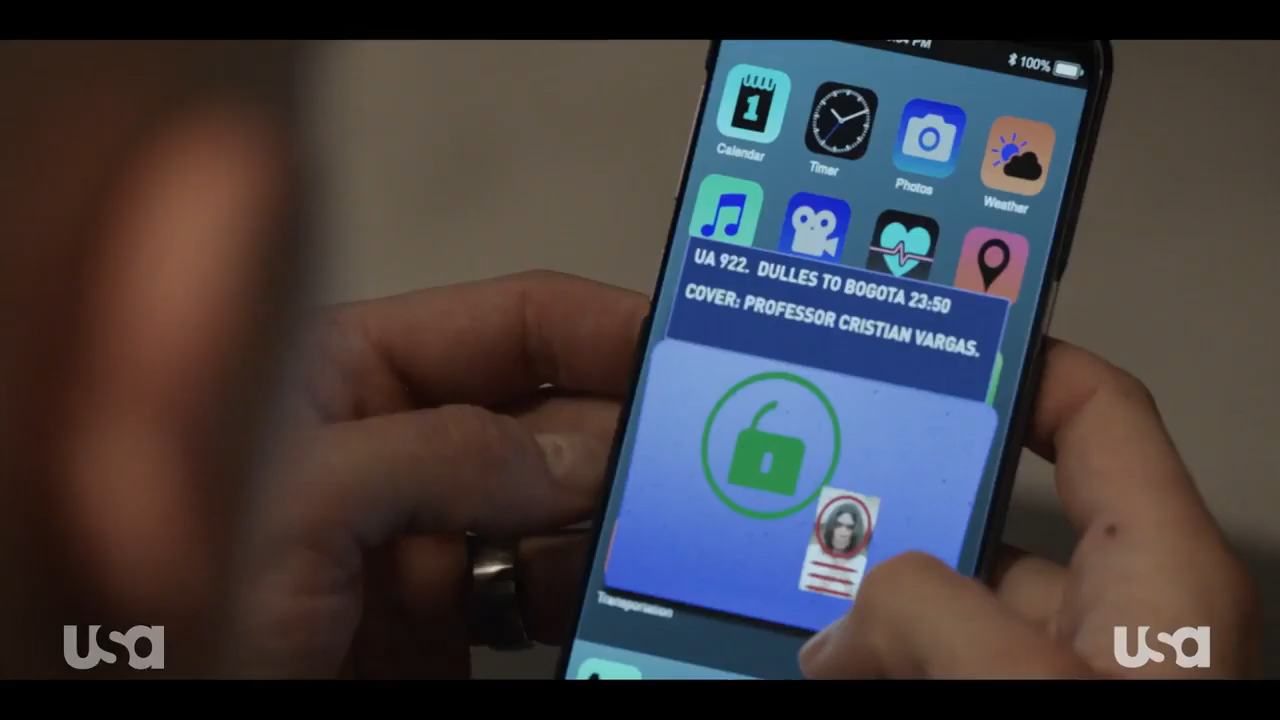 100%
1
Calendar
Timer
Photos
Weather
UA 922. DULLES TO BOGOTA 23:50
COVER: PROFESSOR CRISTIAN VARGAS.
Transportation
usa
usa